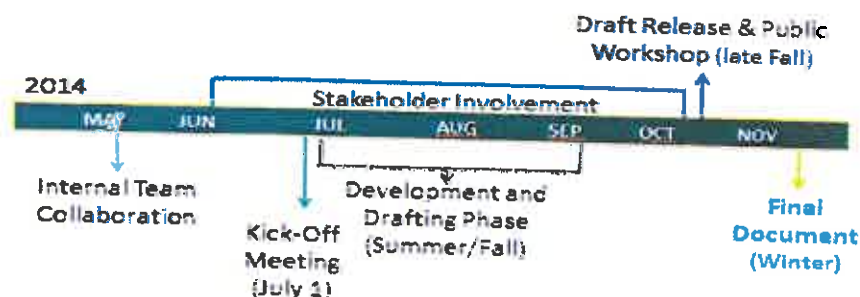 Draft Release & Public
Workshop (late Fall)
2014
Stakeholder Involvement
MAY JUN JUL AUG SEP OCT NOV
Internal Team
Collaboration
Kick-Off
Meeting
(July 1)
Development and
Drafting Phase
(Summer/Fall)
Final
Document
(Winter)